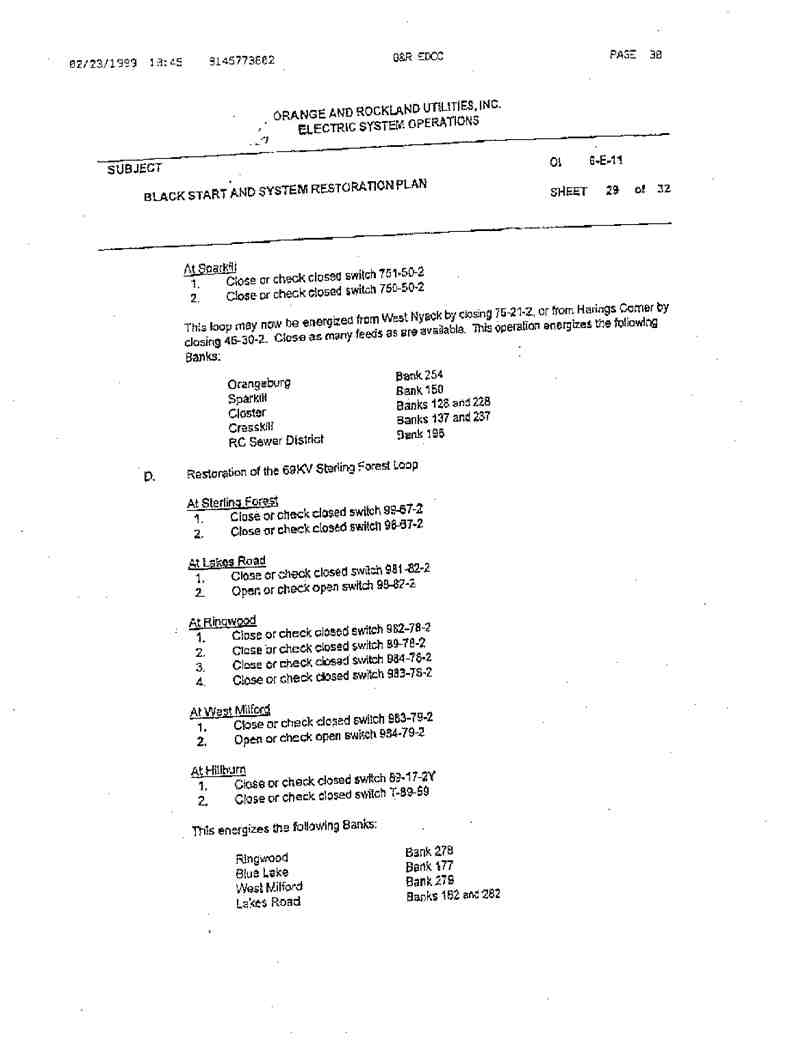 02/23/1999 18:45 9145773602 O&R EDCC PAGE 30
ORANGE AND ROCKLAND UTILITIES, INC.
ELECTRIC SYSTEM OPERATIONS
SUBJECT
OI 6-E-11
BLACK START AND SYSTEM RESTORATION PLAN
SHEET 29 of 32
At Sparkill
1. Close or check closed switch 751-50-2
2. Close or check closed switch 750-50-2
This loop may now be energized from West Nyack by closing 75-21-2, or from Harings Corner by
closing 45-30-2. Close as many feeds as are available. This operation energizes the following
Banks:
Orangeburg Bank 254
Sparkill Bank 150
Closter Banks 128 and 228
Cresskill Banks 137 and 237
RC Sewer District Bank 195
D. Restoration of the 69KV Sterling Forest Loop
At Sterling Forest
1. Close or check closed switch 99-67-2
2. Close or check closed switch 98-67-2
At Lakes Road
1. Close or check closed switch 981-82-2
2. Open or check open switch 98-82-2
At Ringwood
1. Close or check closed switch 982-78-2
2. Close or check closed switch 89-78-2
3. Close or check closed switch 984-78-2
4. Close or check closed switch 983-78-2
At West Milford
1. Close or check closed switch 983-79-2
2. Open or check open switch 984-79-2
At Hillburn
1. Close or check closed switch 89-17-2Y
2. Close or check closed switch T-89-69
This energizes the following Banks:
Ringwood Bank 278
Blue Lake Bank 177
West Milford Bank 279
Lakes Road Banks 182 and 282